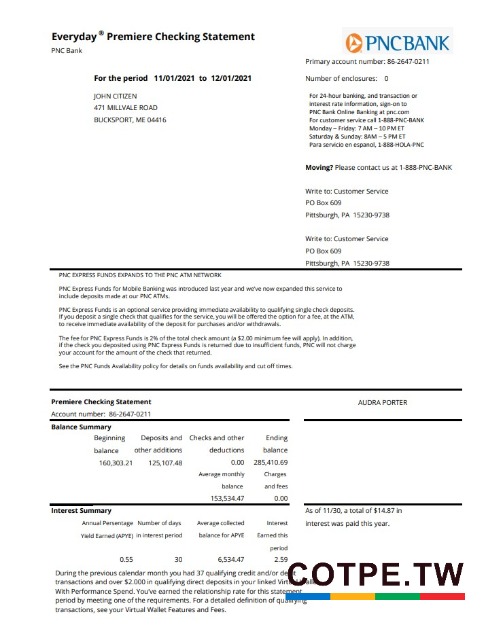 Everyday ® Premiere Checking Statement
PNC Bank
PNCBANK
Primary account number: 86-2647-0211
For the period 11/01/2021 to 12/01/2021
Number of enclosures: 0
JOHN CITIZEN
471 MILLVALE ROAD
BUCKSPORT, ME 04416
For 24-hour banking, and transaction or
interest rate information, sign-on to
PNC Bank Online Banking at pnc.com
For customer service call 1-888-PNC-BANK
Monday – Friday: 7 AM – 10 PM ET
Saturday & Sunday: 8AM – 5 PM ET
Para servicio en espanol, 1-888-HOLA-PNC
Moving? Please contact us at 1-888-PNC-BANK
Write to: Customer Service
PO Box 609
Pittsburgh, PA 15230-9738
Write to: Customer Service
PO Box 609
Pittsburgh, PA 15230-9738
PNC EXPRESS FUNDS EXPANDS TO THE PNC ATM NETWORK
PNC Express Funds for Mobile Banking was introduced last year and we've now expanded this service to
include deposits made at our PNC ATMs.
PNC Express Funds is an optional service providing immediate availability to qualifying single check deposits.
If you deposit a single check that qualifies for the service, you will be offered the option for a fee, at the ATM,
to receive immediate availability of the deposit for purchases and/or withdrawals.
The fee for PNC Express Funds is 2% of the total check amount (a $2.00 minimum fee will apply). In addition,
if the check you deposited using PNC Express Funds is returned due to insufficient funds, PNC will not charge
your account for the amount of the check that returned.
See the PNC Funds Availability policy for details on funds availability and cut off times.
Premiere Checking Statement
AUDRA PORTER
Account number: 86-2647-0211
Balance Summary
Beginning Deposits and Checks and other Ending
balance other additions deductions balance
160,303.21 125,107.48 0.00 285,410.69
Average monthly Charges
balance and fees
153,534.47 0.00
Interest Summary
As of 11/30, a total of $14.87 in
Annual Persentage Number of days Average collected Interest
interest was paid this year.
Yield Earned (APYE) in interest period balance for APYE Earned this
period
0.55 30 6,534.47 2.59
During the previous calendar month you had 37 qualifying credit and/or debit
transactions and over $2.000 in qualifying direct deposits in your linked Virtual
With Performance Spend. You've earned the relationship rate for this statement
period by meeting one of the requirements. For a detailed definition of qualifying
transactions, see your Virtual Wallet Features and Fees.
COTPE.TW